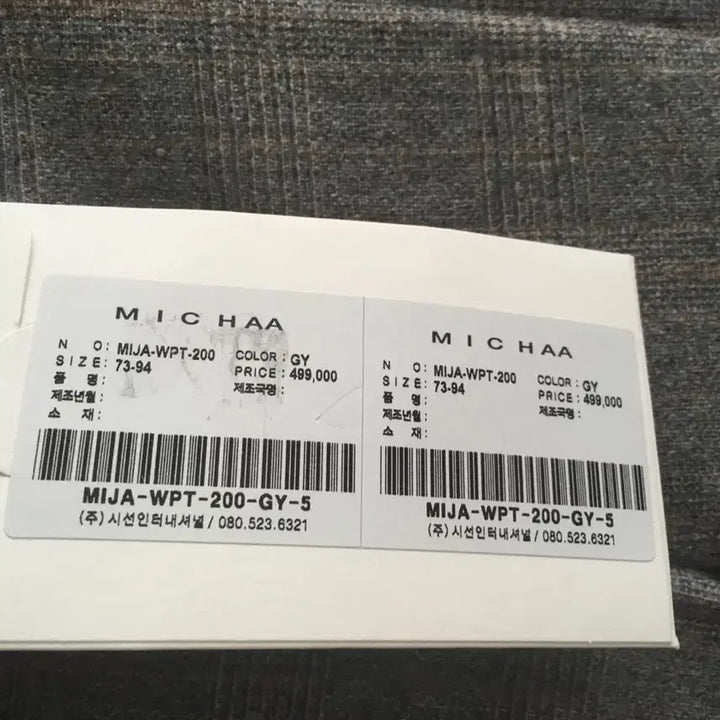 M I C H A A
N O: MIJA-WPT-200 COLOR : GY
SIZE: 73-94 PRICE : 499,000
품 명: 제조국명:
제조년월:
소 재:
MIJA-WPT-200-GY-5
(주) 시선인터내셔널 / 080.523.6321
M I C H A A
N O: MIJA-WPT-200 COLOR : GY
SIZE: 73-94 PRICE : 499,000
품 명: 제조국명:
제조년월:
소 재:
MIJA-WPT-200-GY-5
(주) 시선인터내셔널 / 080.523.6321